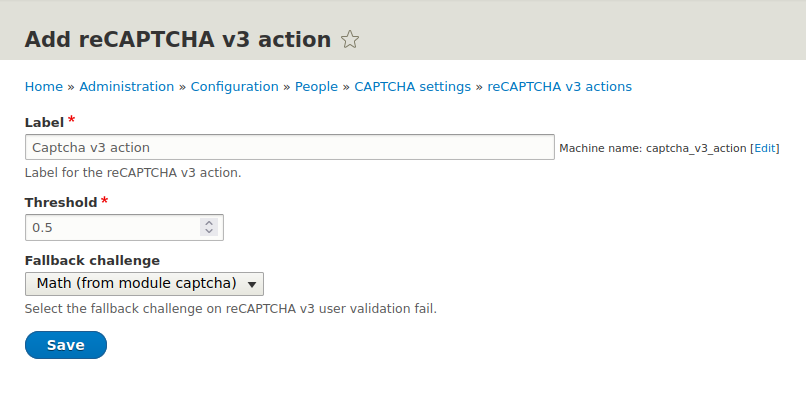 Add reCAPTCHA v3 action
Home » Administration » Configuration » People » CAPTCHA settings » reCAPTCHA v3 actions
Label *
Captcha v3 action Machine name: captcha_v3_action [Edit]
Label for the reCAPTCHA v3 action.
Threshold *
0.5
Fallback challenge
Math (from module captcha)
Select the fallback challenge on reCAPTCHA v3 user validation fail.
Save